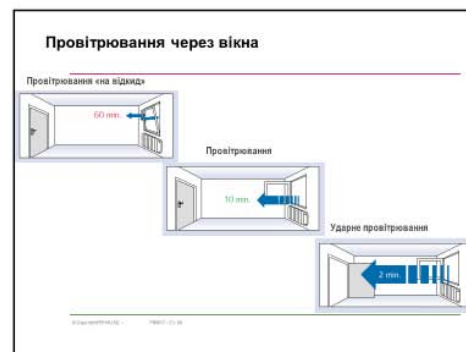 Провітрювання через вікна
Провітрювання «на відкид»
60 min.
Провітрювання
10 min.
Ударне провітрювання
2 min.